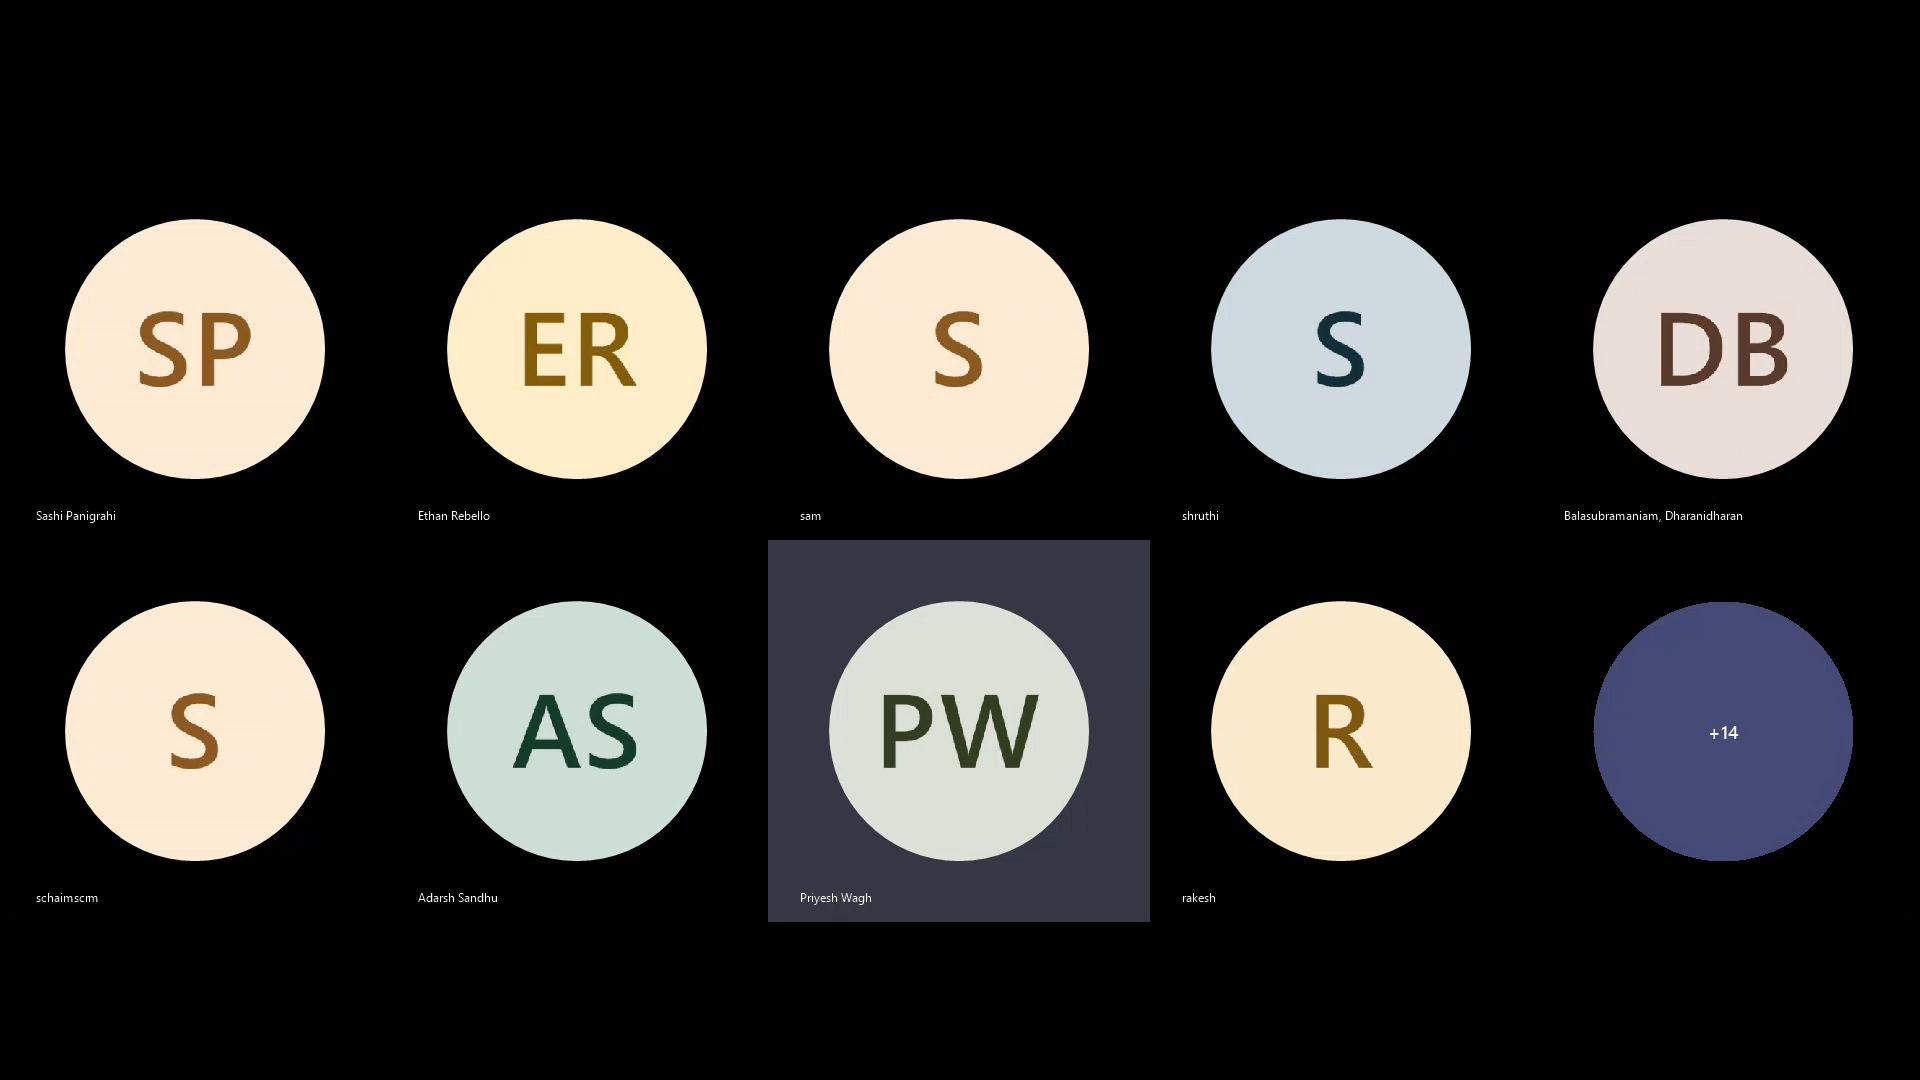 SP
ER
S
S
DB
Sashi Panigrahi
Ethan Rebello
sam
shruthi
Balasubramaniam, Dharanidharan
S
AS
PW
R
+14
schaimscrm
Adarsh Sandhu
Priyesh Wagh
rakesh